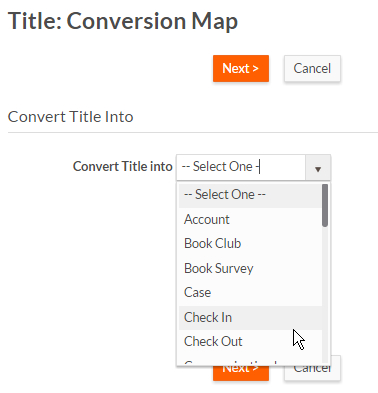 Title: Conversion Map
Next > Cancel
Convert Title Into
Convert Title into -- Select One -
-- Select One --
Account
Book Club
Book Survey
Case
Check In
Check Out
Next > Cancel